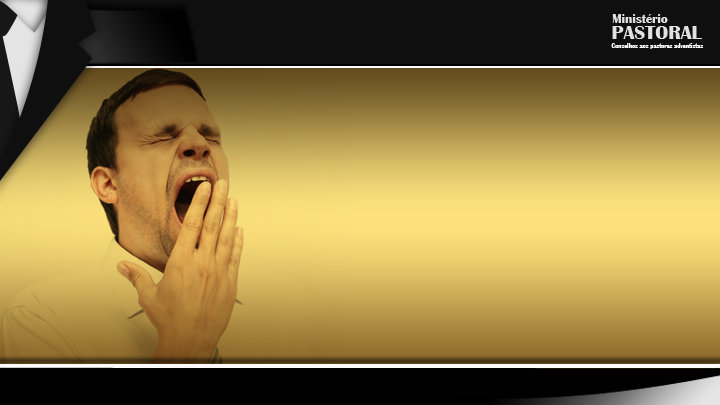 Ministério
PASTORAL
Conselhos aos pastores adventistas